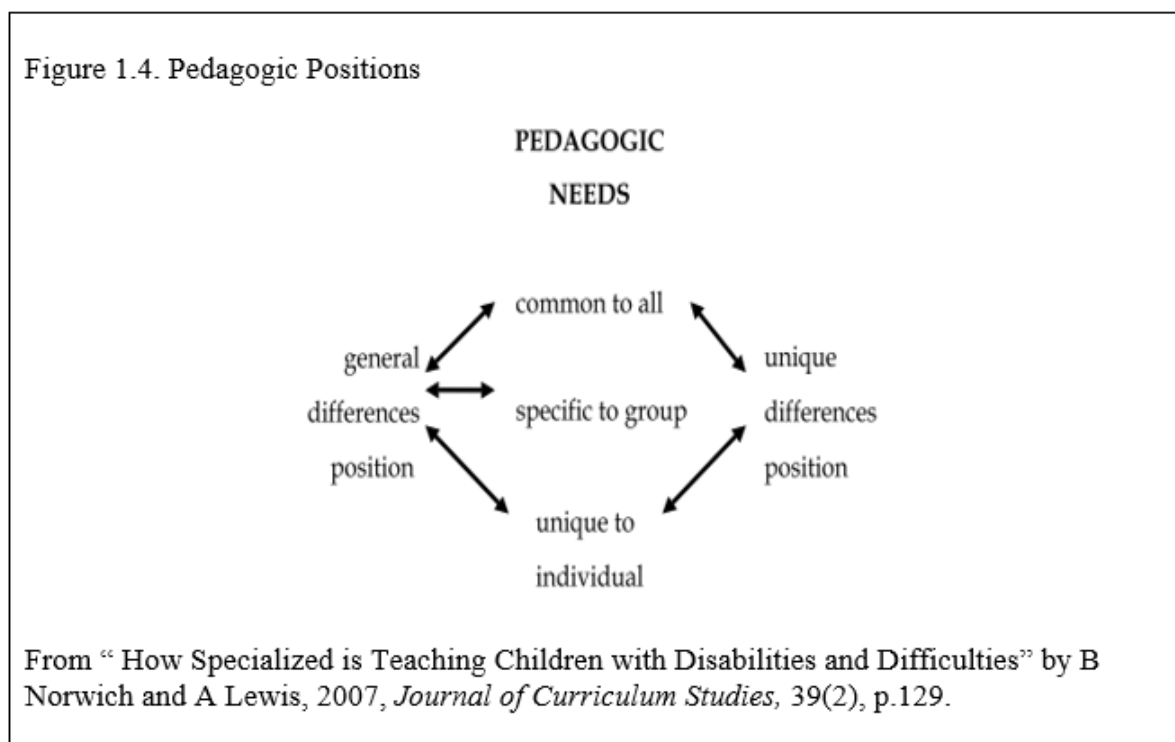 Figure 1.4. Pedagogic Positions
PEDAGOGIC
NEEDS
common to all
general
differences
position
specific to group
unique
differences
position
unique to
individual
From “ How Specialized is Teaching Children with Disabilities and Difficulties” by B
Norwich and A Lewis, 2007, Journal of Curriculum Studies, 39(2), p.129.